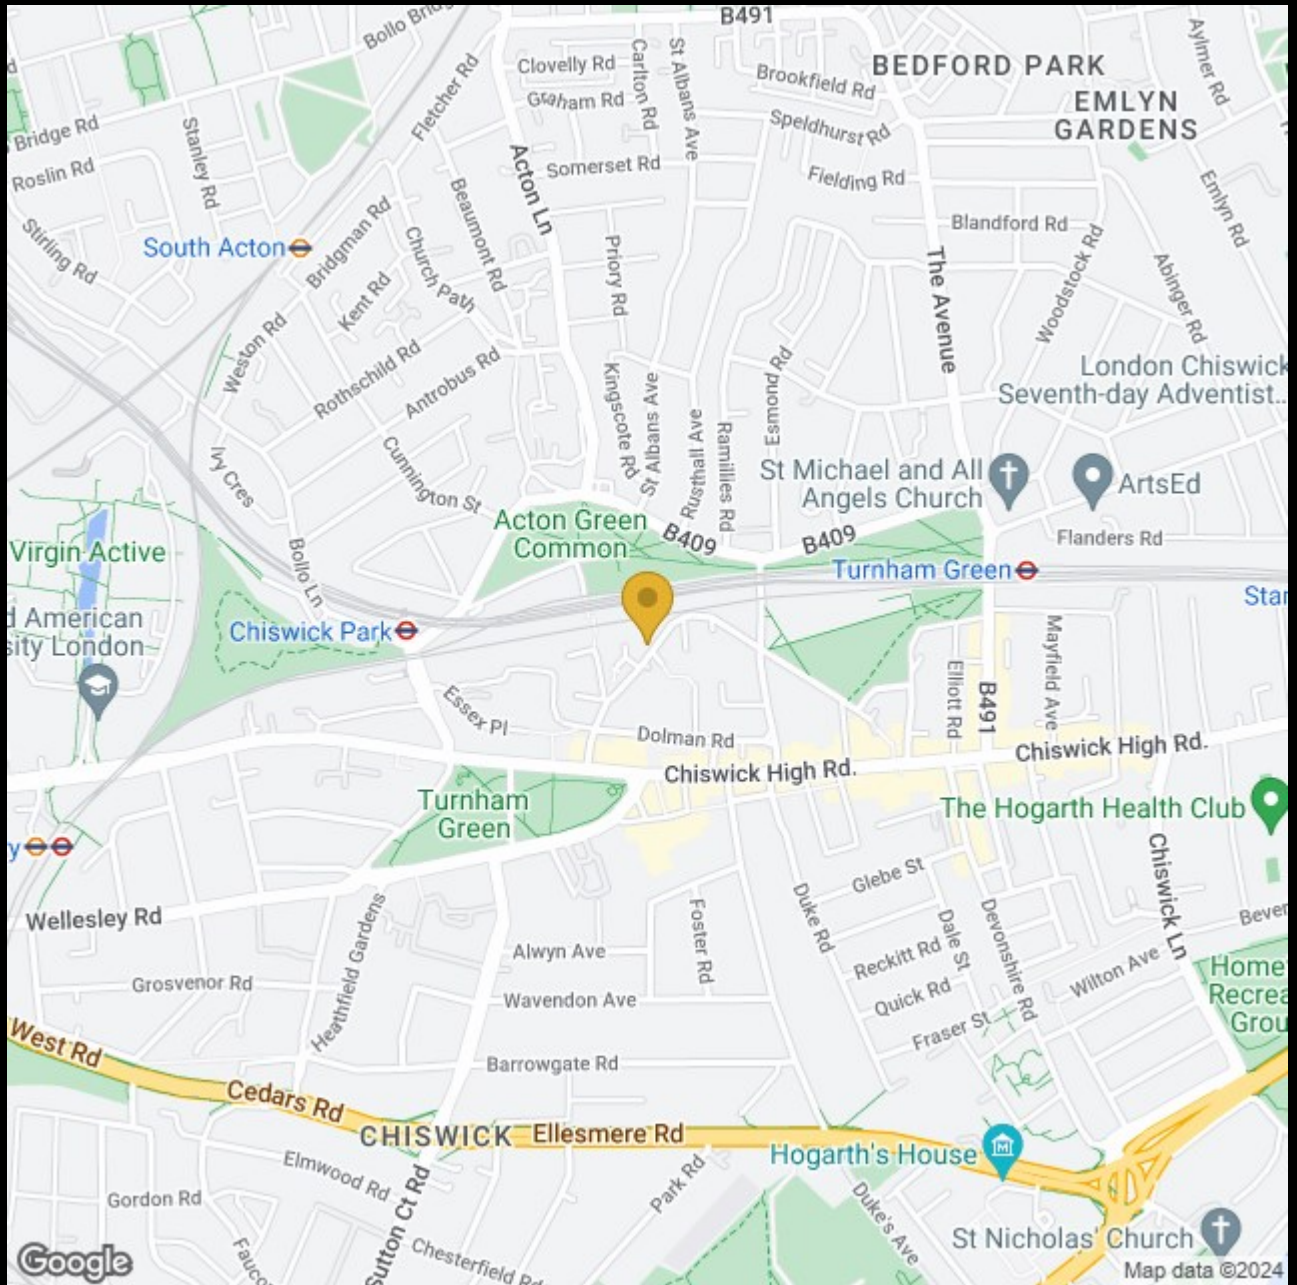 B491
Bollo Bridge
BEDFORD PARK
Clovelly Rd
Carlton Rd
St Albans Ave
Aylmer Rd
Fletcher Rd
Graham Rd
Brookfield Rd
EMLYN
GARDENS
Bridge Rd
Stanley Rd
Speldhurst Rd
Roslin Rd
Acton Ln
Somerset Rd
Fielding Rd
Emlyn Rd
Beaumont Rd
Stirling Rd
South Acton
Bridgman Rd
Church Path
Priory Rd
Blandford Rd
The Avenue
Woodstock Rd
Abinger Rd
Kent Rd
Weston Rd
Rothschild Rd
Antrobus Rd
Kingscote Rd
St Albans Ave
Rusthall Ave
Ramillies Rd
Esmond Rd
London Chiswick
Seventh-day Adventist...
Ivy Cres
Cunnington St
St Michael and All
Angels Church
ArtsEd
Acton Green
Common
B409
B409
Flanders Rd
Virgin Active
Bollo Ln
Turnham Green
Star
d American
sity London
Chiswick Park
Mayfield Ave
Elliott Rd
B491
Essex Pl
Dolman Rd
Chiswick High Rd.
Chiswick High Rd.
Turnham
Green
The Hogarth Health Club
y
Chiswick Ln
Glebe St
Wellesley Rd
Heathfield Gardens
Foster Rd
Duke Rd
Dale St
Devonshire Rd
Bever
Alwyn Ave
Reckitt Rd
Wilton Ave
Home
Recrea
Grou
Grosvenor Rd
Wavendon Ave
Quick Rd
Fraser St
West Rd
Barrowgate Rd
Cedars Rd
CHISWICK
Ellesmere Rd
Hogarth's House
Elmwood Rd
Gordon Rd
Sutton Ct Rd
Park Rd
Duke's Ave
St Nicholas' Church
Fauco
Chesterfield Rd
Google
Map data ©2024